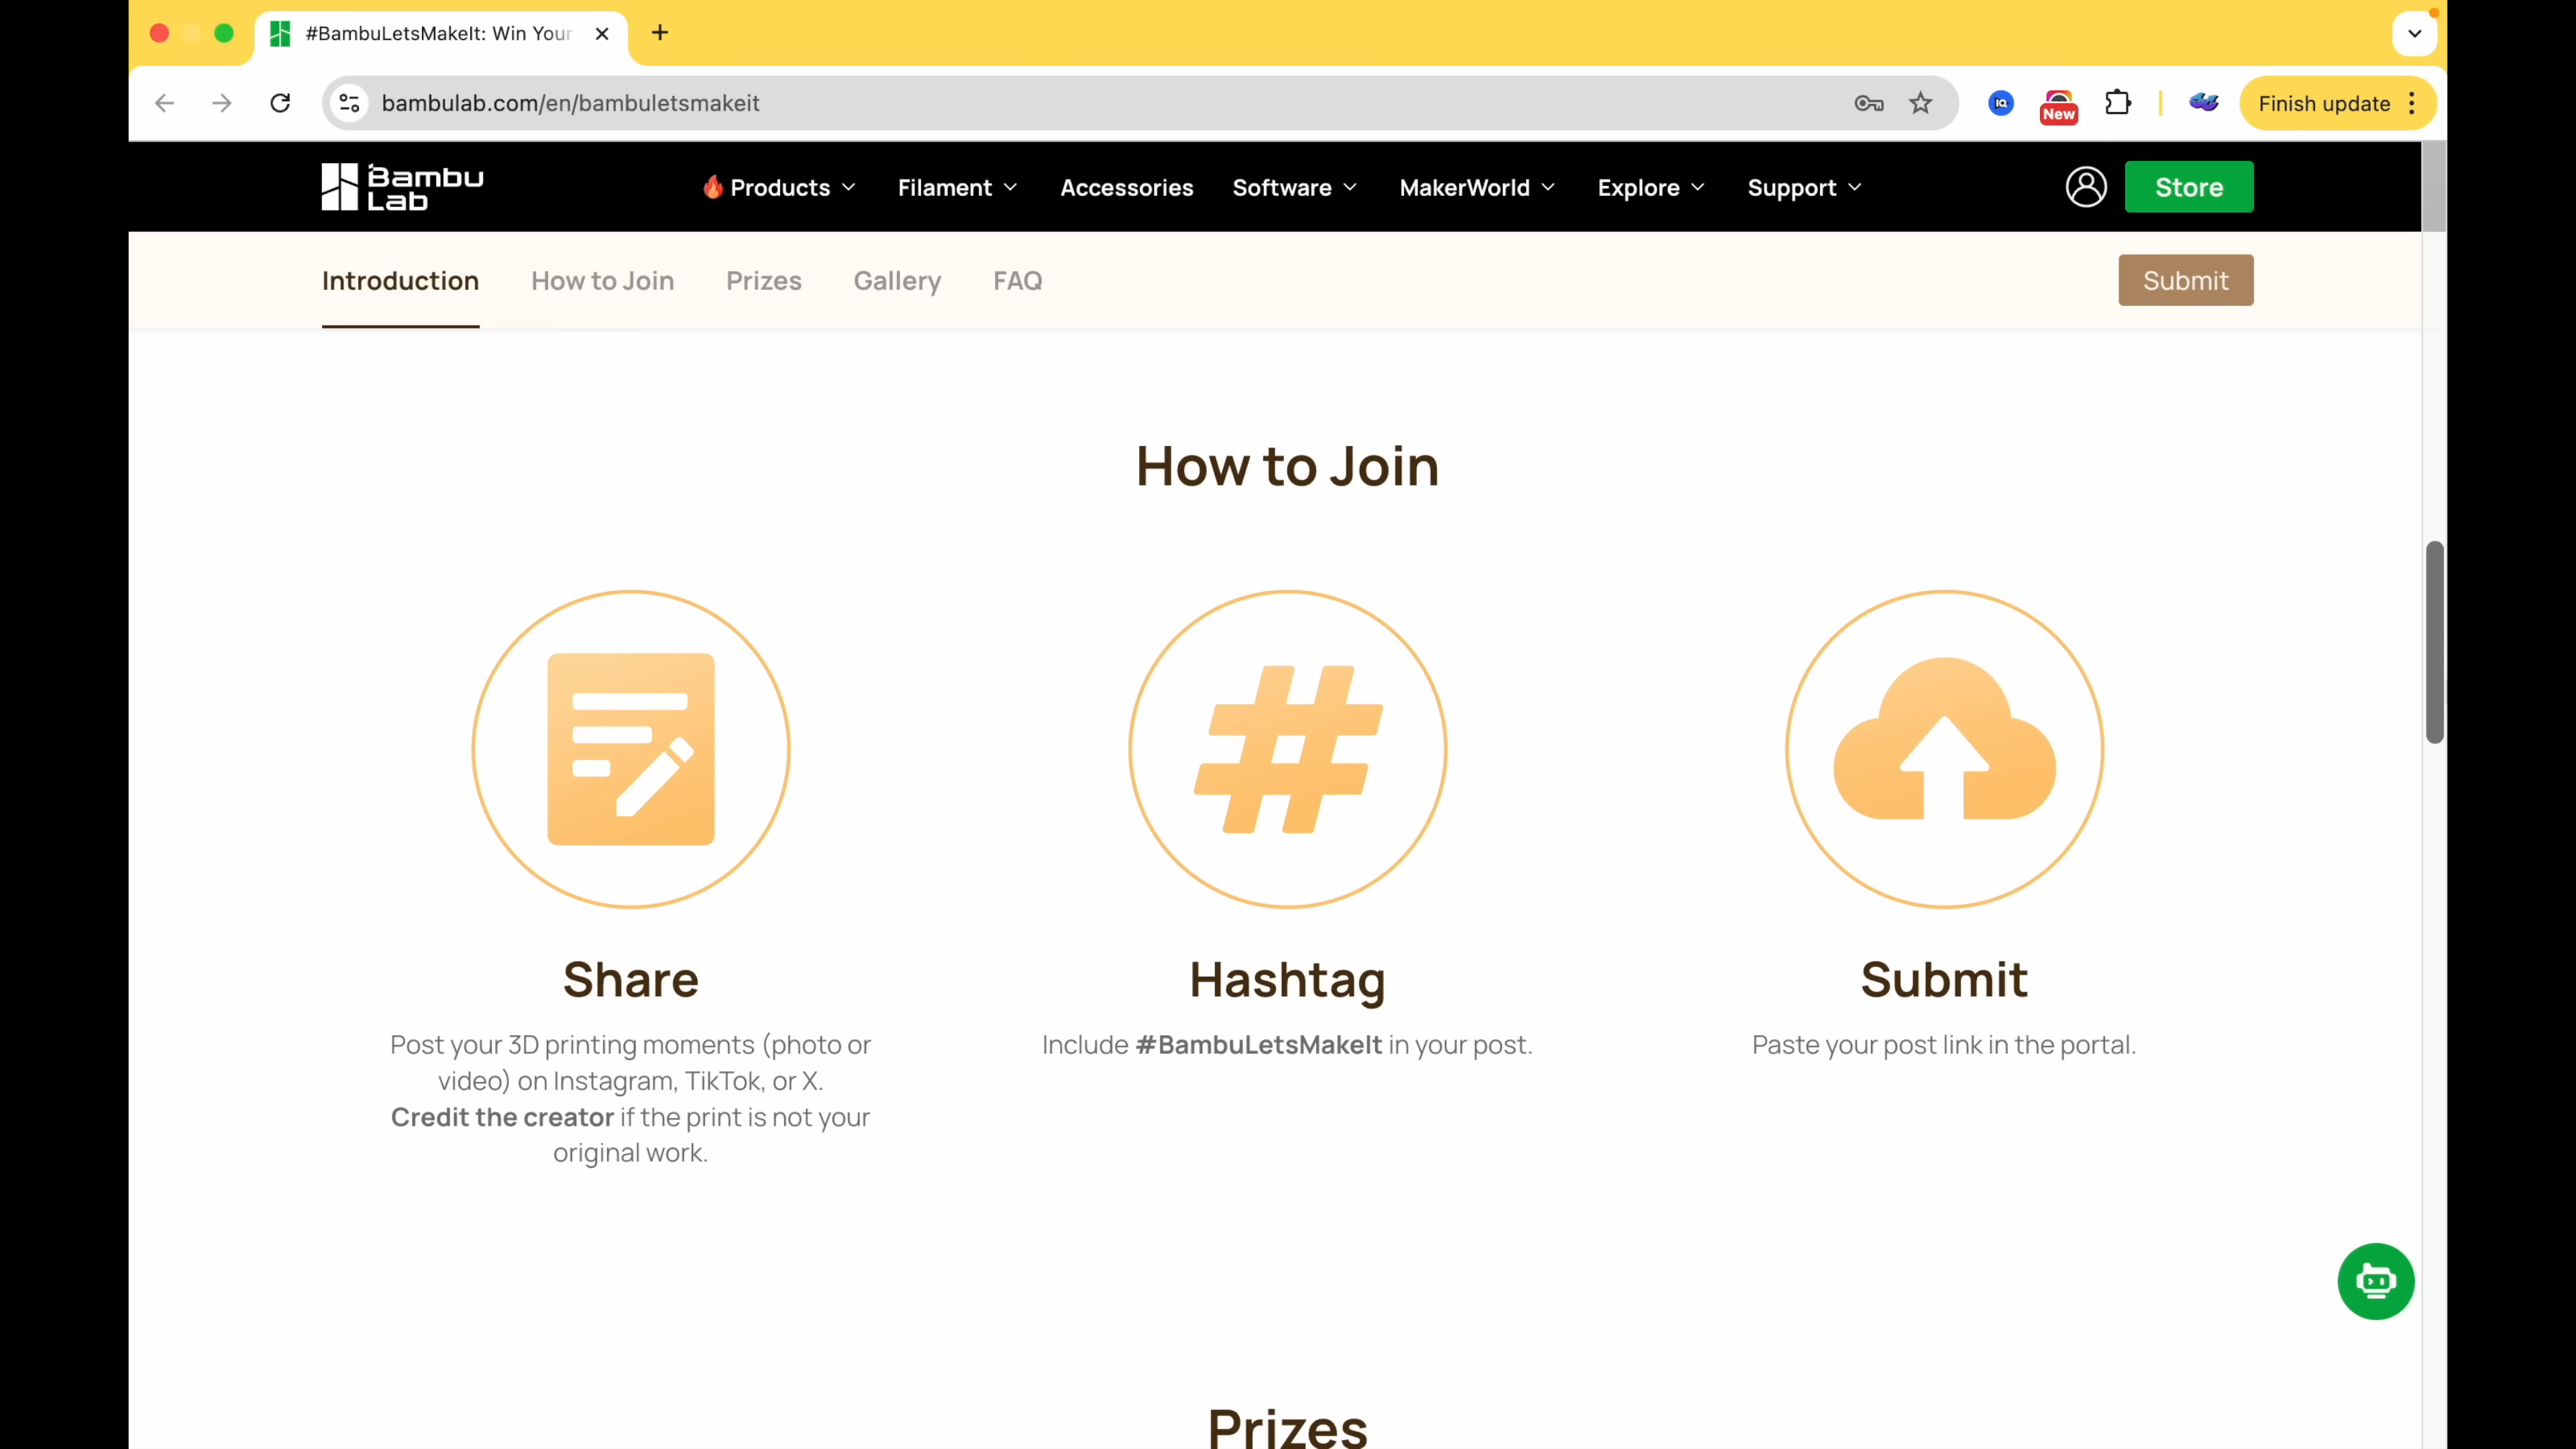 #BambuLetsMakeIt: Win Your
bambulab.com/en/bambuletsmakeit
IQ
New
Finish update
Bambu
Lab
Products
Filament
Accessories
Software
MakerWorld
Explore
Support
Store
Introduction
How to Join
Prizes
Gallery
FAQ
Submit
How to Join
#
Share
Post your 3D printing moments (photo or
video) on Instagram, TikTok, or X.
Credit the creator if the print is not your
original work.
Hashtag
Include #BambuLetsMakeIt in your post.
Submit
Paste your post link in the portal.
Prizes